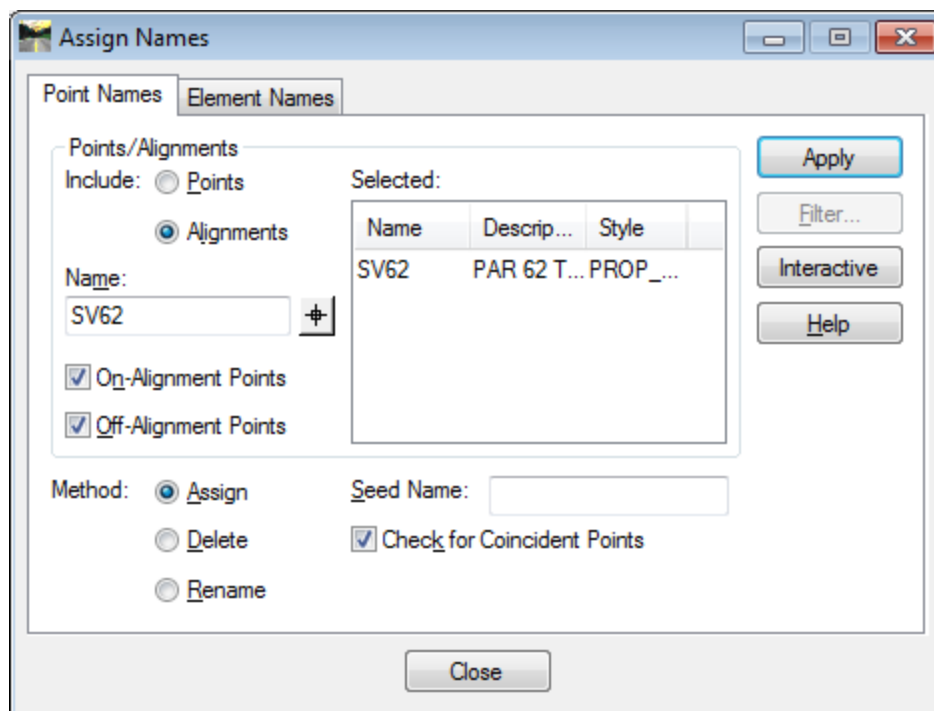 Assign Names
Point Names Element Names
Points/Alignments
Include: Points
Alignments
Name:
SV62
On-Alignment Points
Off-Alignment Points
Selected:
Name Descrip... Style
SV62 PAR 62 T... PROP_...
Apply
Filter...
Interactive
Help
Method: Assign
Delete
Rename
Seed Name:
Check for Coincident Points
Close